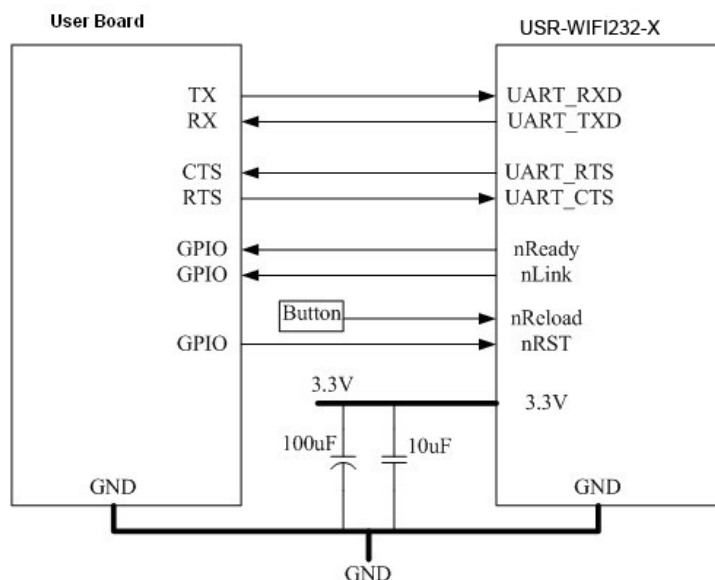 User Board
USR-WIFI232-X
TX
UART_RXD
RX
UART_TXD
CTS
UART_RTS
RTS
UART_CTS
GPIO
nReady
GPIO
nLink
Button
nReload
GPIO
nRST
3.3V
3.3V
100uF
10uF
GND
GND
GND